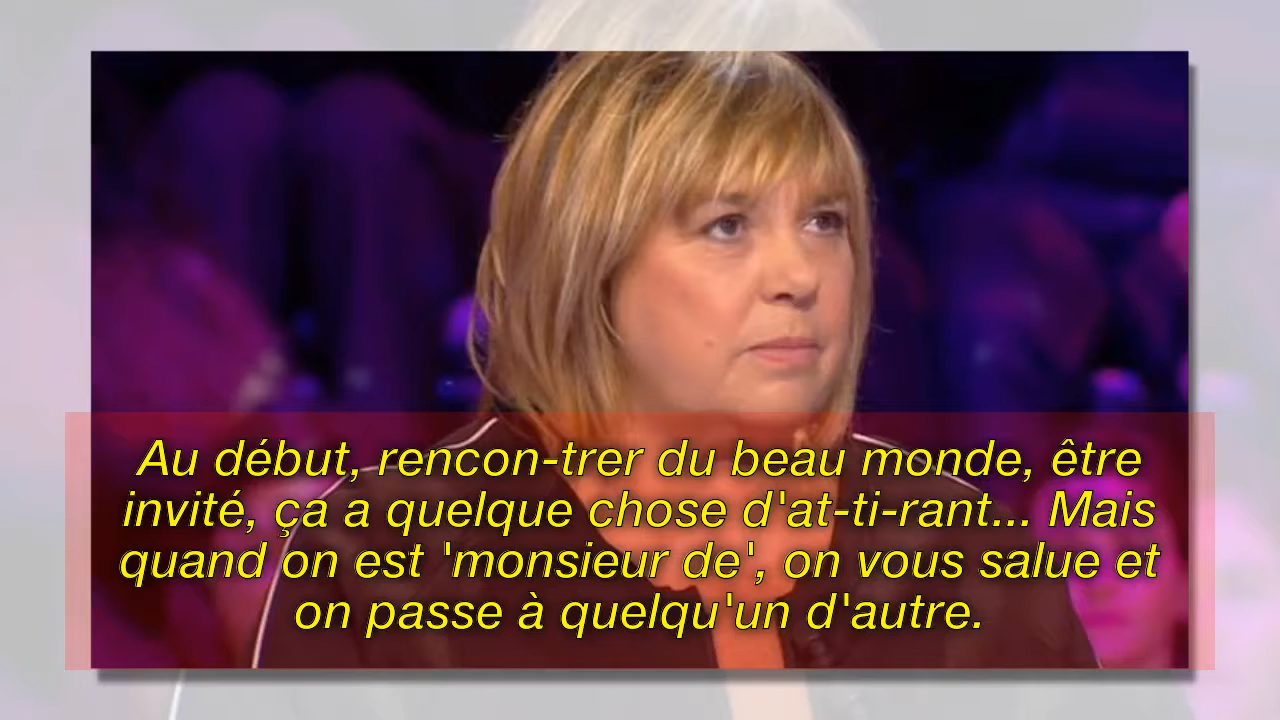 Au début, rencon-trer du beau monde, être
invité, ça a quelque chose d'at-ti-rant... Mais
quand on est 'monsieur de', on vous salue et
on passe à quelqu'un d'autre.